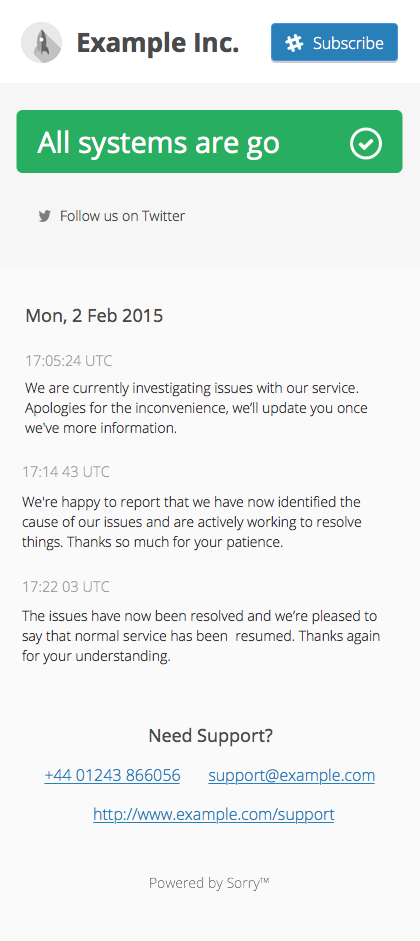 Example Inc.
Subscribe
All systems are go
Follow us on Twitter
Mon, 2 Feb 2015
17:05:24 UTC
We are currently investigating issues with our service.
Apologies for the inconvenience, we’ll update you once
we've more information.
17:14 43 UTC
We're happy to report that we have now identified the
cause of our issues and are actively working to resolve
things. Thanks so much for your patience.
17:22 03 UTC
The issues have now been resolved and we’re pleased to
say that normal service has been  resumed. Thanks again
for your understanding.
Need Support?
+44 01243 866056 support@example.com
http://www.example.com/support
Powered by Sorry™